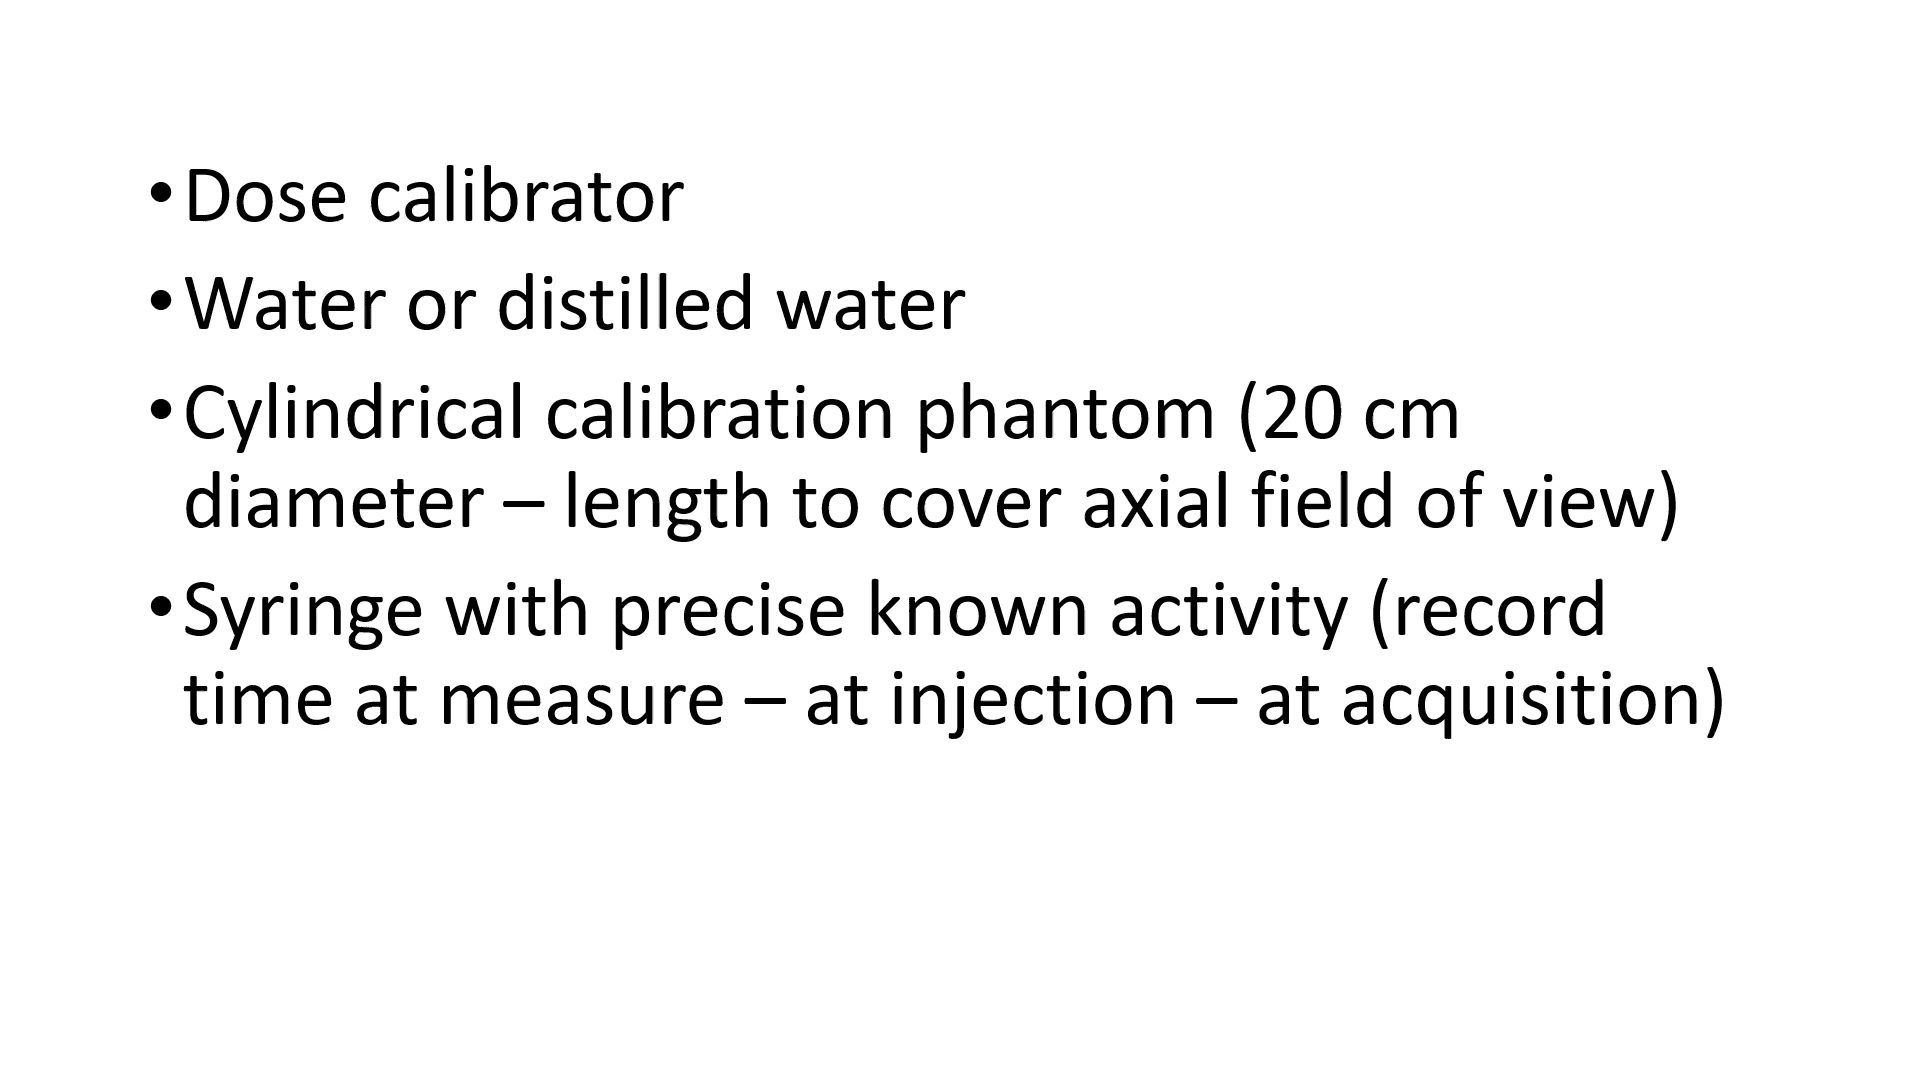 •Dose calibrator
•Water or distilled water
•Cylindrical calibration phantom (20 cm
diameter – length to cover axial field of view)
•Syringe with precise known activity (record
time at measure – at injection – at acquisition)